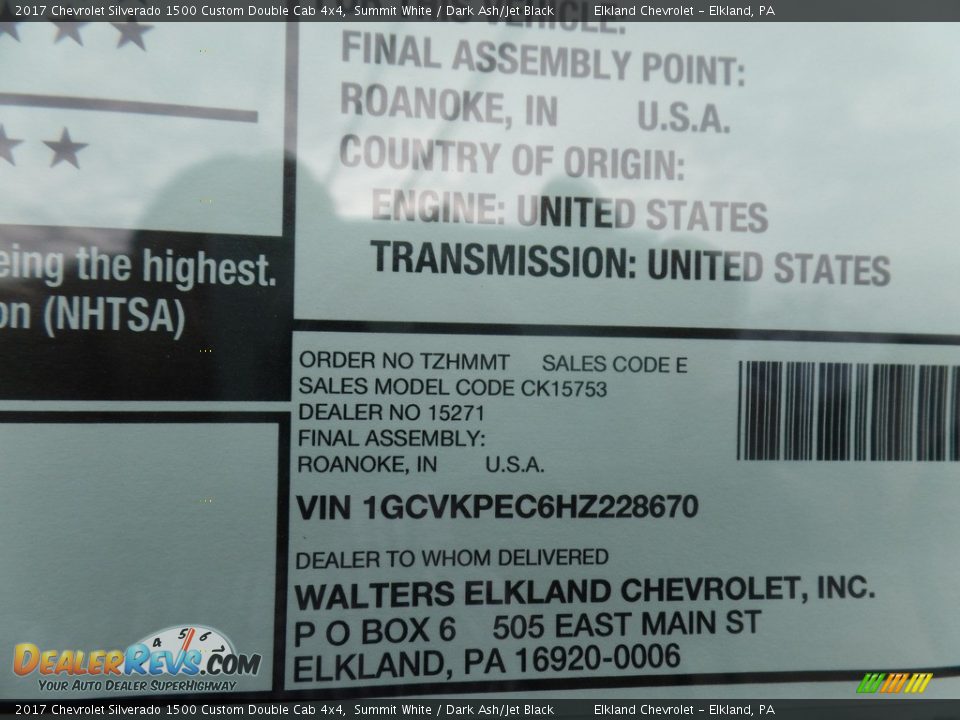 2017 Chevrolet Silverado 1500 Custom Double Cab 4x4, Summit White / Dark Ash/Jet Black Elkland Chevrolet - Elkland, PA
VEHICLE:
FINAL ASSEMBLY POINT:
ROANOKE, IN U.S.A.
COUNTRY OF ORIGIN:
ENGINE: UNITED STATES
TRANSMISSION: UNITED STATES
eing the highest.
on (NHTSA)
ORDER NO TZHMMT SALES CODE E
SALES MODEL CODE CK15753
DEALER NO 15271
FINAL ASSEMBLY:
ROANOKE, IN U.S.A.
VIN 1GCVKPEC6HZ228670
DEALER TO WHOM DELIVERED
WALTERS ELKLAND CHEVROLET, INC.
P O BOX 6 505 EAST MAIN ST
ELKLAND, PA 16920-0006
4 5 6 7
DEALERREVS.COM
YOUR AUTO DEALER SUPERHIGHWAY
2017 Chevrolet Silverado 1500 Custom Double Cab 4x4, Summit White / Dark Ash/Jet Black Elkland Chevrolet - Elkland, PA